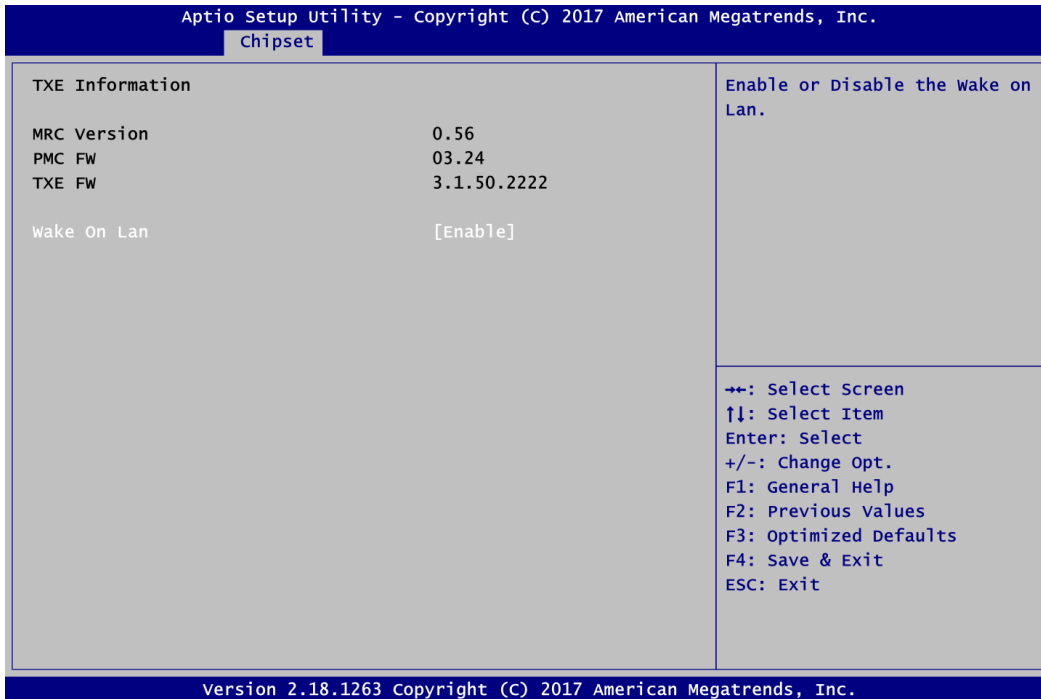 Aptio Setup Utility - Copyright (C) 2017 American Megatrends, Inc.
Chipset
TXE Information
MRC Version 0.56
PMC FW 03.24
TXE FW 3.1.50.2222
Wake On Lan [Enable]
Enable or Disable the Wake on
Lan.
→←: Select Screen
↑↓: Select Item
Enter: Select
+/-: Change Opt.
F1: General Help
F2: Previous Values
F3: Optimized Defaults
F4: Save & Exit
ESC: Exit
Version 2.18.1263 Copyright (C) 2017 American Megatrends, Inc.